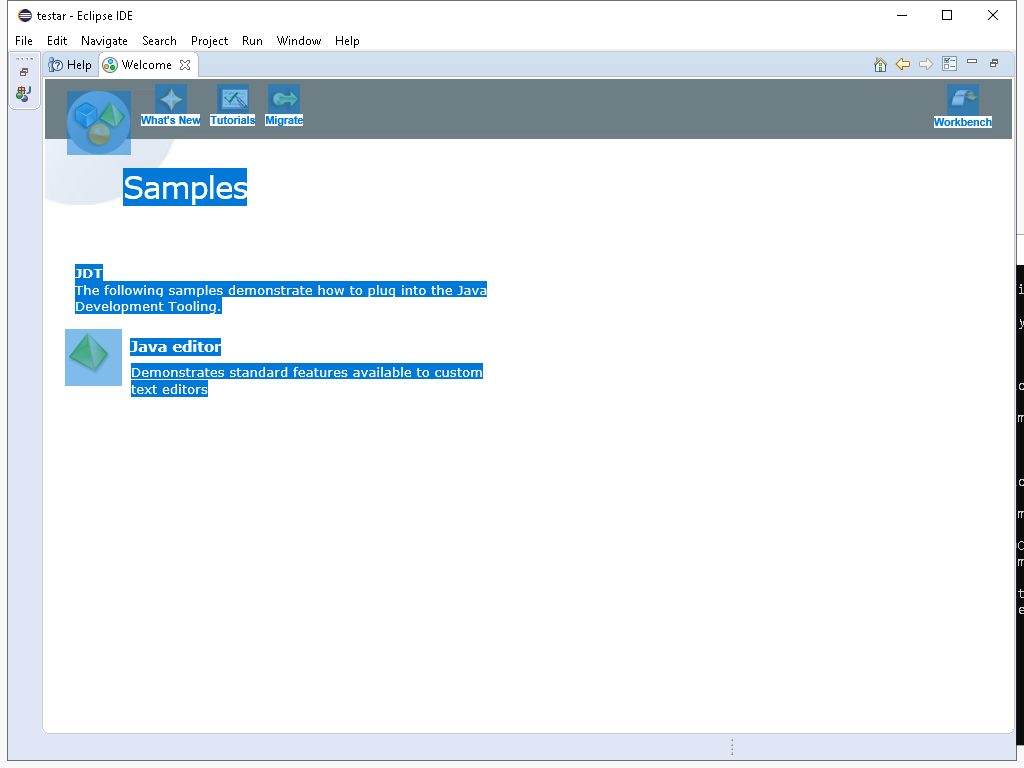 testar - Eclipse IDE
File Edit Navigate Search Project Run Window Help
Help Welcome
What's New Tutorials Migrate Workbench
Samples
JDT
The following samples demonstrate how to plug into the Java
Development Tooling.
Java editor
Demonstrates standard features available to custom
text editors